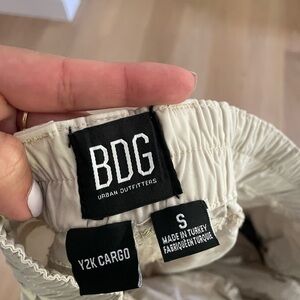 BDG
URBAN OUTFITTERS
S
MADE IN TURKEY
FABRIQUÉ EN TURQUIE
Y2K CARGO